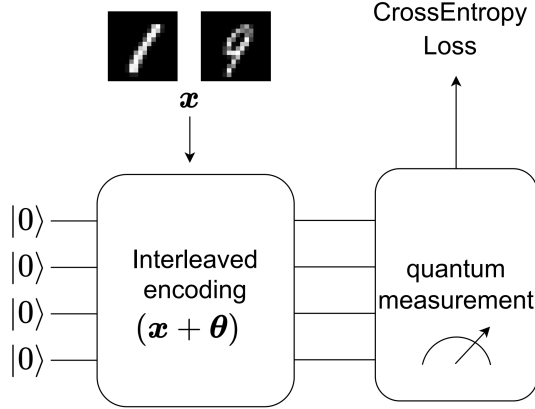 CrossEntropy
Loss
x
|0⟩
|0⟩
|0⟩
|0⟩
Interleaved
encoding
(x + θ)
quantum
measurement